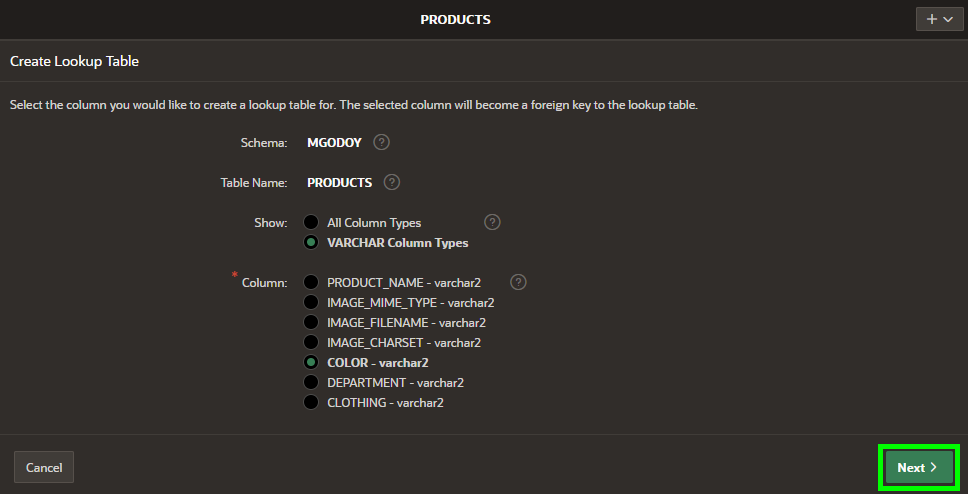 PRODUCTS
Create Lookup Table
Select the column you would like to create a lookup table for. The selected column will become a foreign key to the lookup table.
Schema: MGODOY ?
Table Name: PRODUCTS ?
Show: All Column Types ?
VARCHAR Column Types
* Column: PRODUCT_NAME - varchar2 ?
IMAGE_MIME_TYPE - varchar2
IMAGE_FILENAME - varchar2
IMAGE_CHARSET - varchar2
COLOR - varchar2
DEPARTMENT - varchar2
CLOTHING - varchar2
Cancel Next